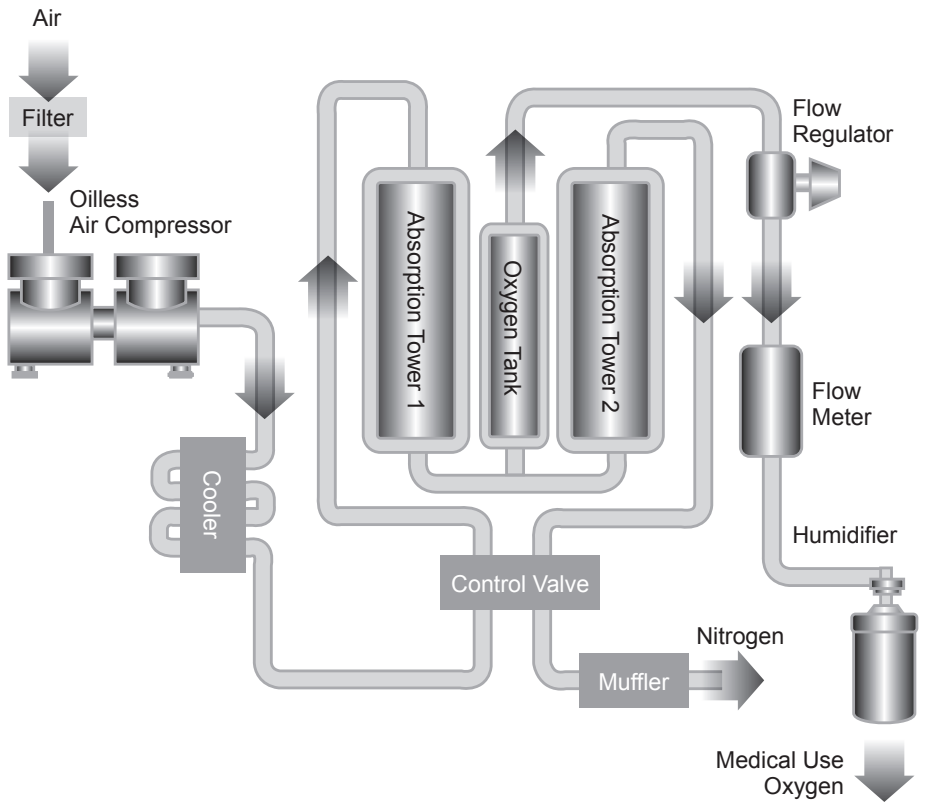 Air
Filter
Oilless
Air Compressor
Cooler
Absorption Tower 1
Oxygen Tank
Absorption Tower 2
Flow
Regulator
Flow
Meter
Humidifier
Control Valve
Nitrogen
Muffler
Medical Use
Oxygen